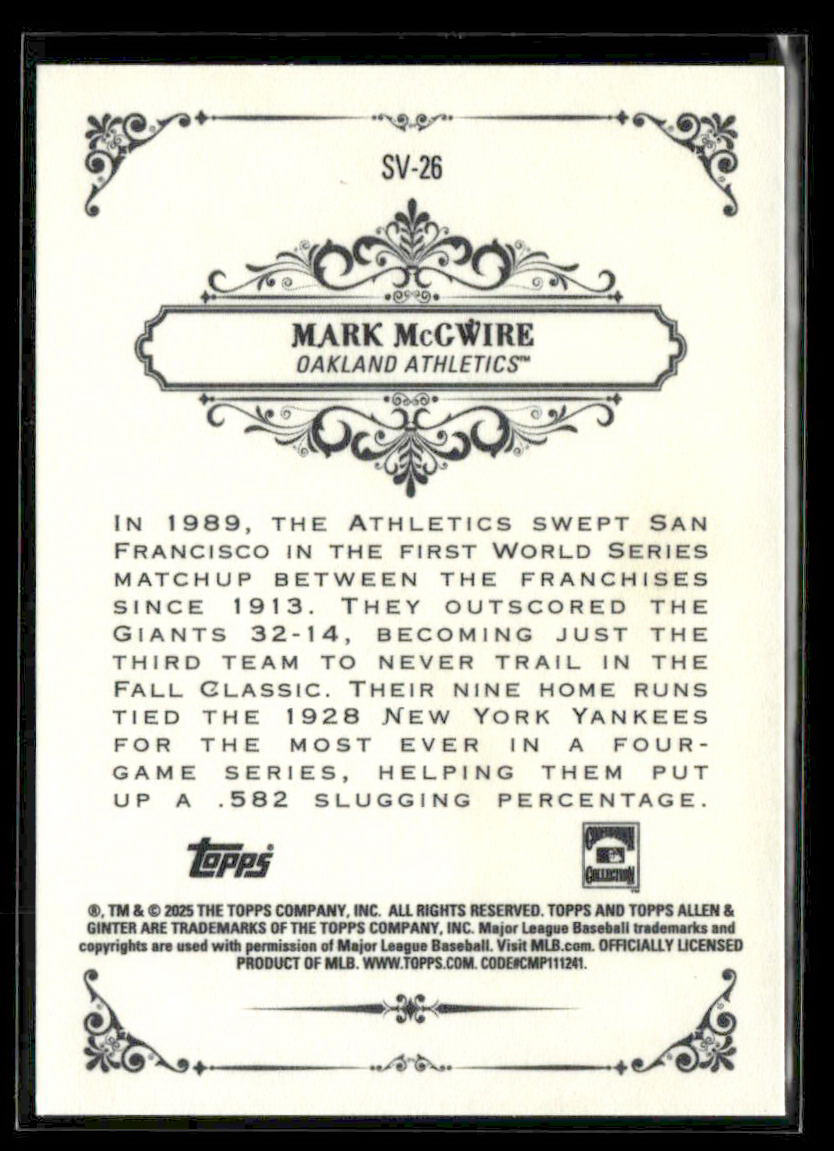 SV-26
MARK McGWIRE
OAKLAND ATHLETICS™
IN 1989, THE ATHLETICS SWEPT SAN
FRANCISCO IN THE FIRST WORLD SERIES
MATCHUP BETWEEN THE FRANCHISES
SINCE 1913. THEY OUTSCORED THE
GIANTS 32-14, BECOMING JUST THE
THIRD TEAM TO NEVER TRAIL IN THE
FALL CLASSIC. THEIR NINE HOME RUNS
TIED THE 1928 NEW YORK YANKEES
FOR THE MOST EVER IN A FOUR-
GAME SERIES, HELPING THEM PUT
UP A .582 SLUGGING PERCENTAGE.
Topps®
COOPERSTOWN
COLLECTION™
®, TM & © 2025 THE TOPPS COMPANY, INC. ALL RIGHTS RESERVED. TOPPS AND TOPPS ALLEN &
GINTER ARE TRADEMARKS OF THE TOPPS COMPANY, INC. Major League Baseball trademarks and
copyrights are used with permission of Major League Baseball. Visit MLB.com. OFFICIALLY LICENSED
PRODUCT OF MLB. WWW.TOPPS.COM. CODE#CMP111241.